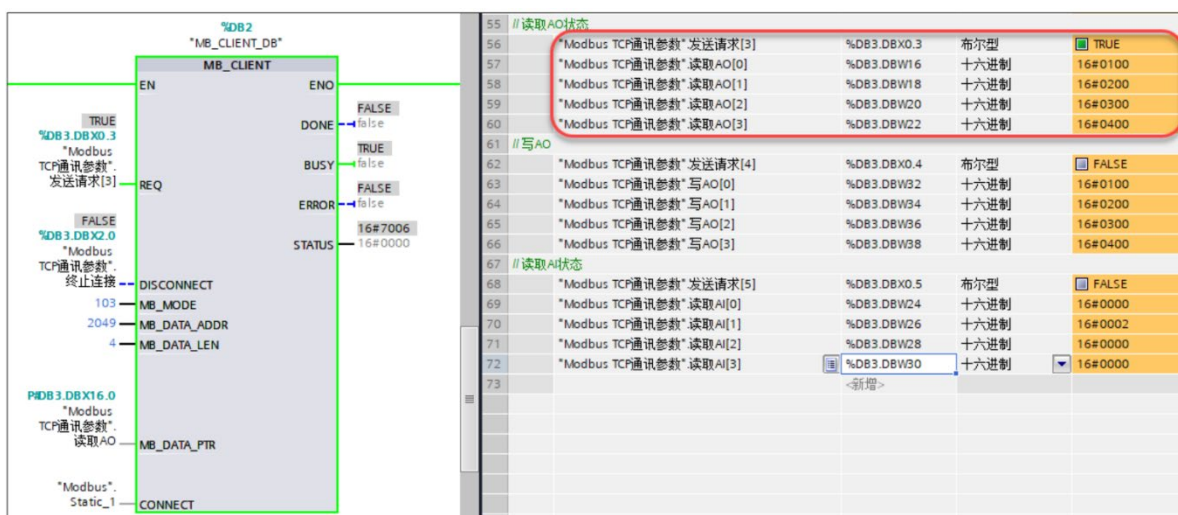 %DB2
"MB_CLIENT_DB"
MB_CLIENT
EN
ENO
FALSE
DONE
false
TRUE
BUSY
false
FALSE
ERROR
false
16#7006
STATUS
16#0000
TRUE
%DB3.DBX0.3
"Modbus
TCP通讯参数".
发送请求[3]
REQ
FALSE
%DB3.DBX2.0
"Modbus
TCP通讯参数".
终止连接
DISCONNECT
103
MB_MODE
2049
MB_DATA_ADDR
4
MB_DATA_LEN
P#DB3.DBX16.0
"Modbus
TCP通讯参数".
读取AO
MB_DATA_PTR
"Modbus".
Static_1
CONNECT
55 //读取AO状态
56 "Modbus TCP通讯参数".发送请求[3] %DB3.DBX0.3 布尔型 TRUE
57 "Modbus TCP通讯参数".读取AO[0] %DB3.DBW16 十六进制 16#0100
58 "Modbus TCP通讯参数".读取AO[1] %DB3.DBW18 十六进制 16#0200
59 "Modbus TCP通讯参数".读取AO[2] %DB3.DBW20 十六进制 16#0300
60 "Modbus TCP通讯参数".读取AO[3] %DB3.DBW22 十六进制 16#0400
61 //写AO
62 "Modbus TCP通讯参数".发送请求[4] %DB3.DBX0.4 布尔型 FALSE
63 "Modbus TCP通讯参数".写AO[0] %DB3.DBW32 十六进制 16#0100
64 "Modbus TCP通讯参数".写AO[1] %DB3.DBW34 十六进制 16#0200
65 "Modbus TCP通讯参数".写AO[2] %DB3.DBW36 十六进制 16#0300
66 "Modbus TCP通讯参数".写AO[3] %DB3.DBW38 十六进制 16#0400
67 //读取AI状态
68 "Modbus TCP通讯参数".发送请求[5] %DB3.DBX0.5 布尔型 FALSE
69 "Modbus TCP通讯参数".读取AI[0] %DB3.DBW24 十六进制 16#0000
70 "Modbus TCP通讯参数".读取AI[1] %DB3.DBW26 十六进制 16#0002
71 "Modbus TCP通讯参数".读取AI[2] %DB3.DBW28 十六进制 16#0000
72 "Modbus TCP通讯参数".读取AI[3] %DB3.DBW30 十六进制 16#0000
73 <新增>